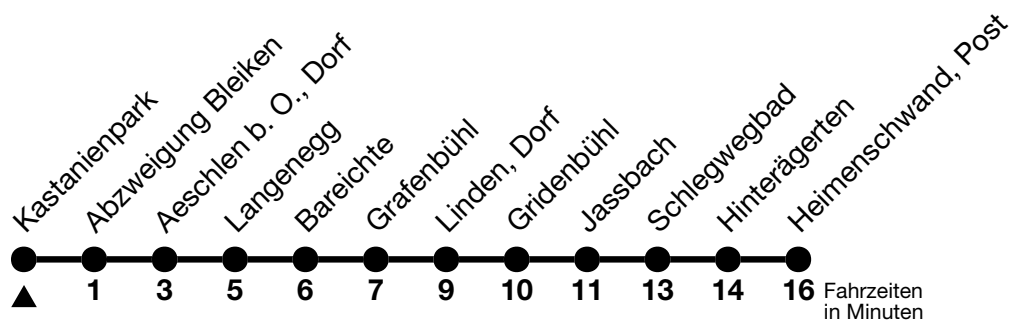 Kastanienpark
Abzweigung Bleiken
Aeschlen b. O., Dorf
Langenegg
Bareichte
Grafenbühl
Linden, Dorf
Gridenbühl
Jassbach
Schlegwegbad
Hinterägerten
Heimenschwand, Post
1 3 5 6 7 9 10 11 13 14 16 Fahrzeiten
in Minuten